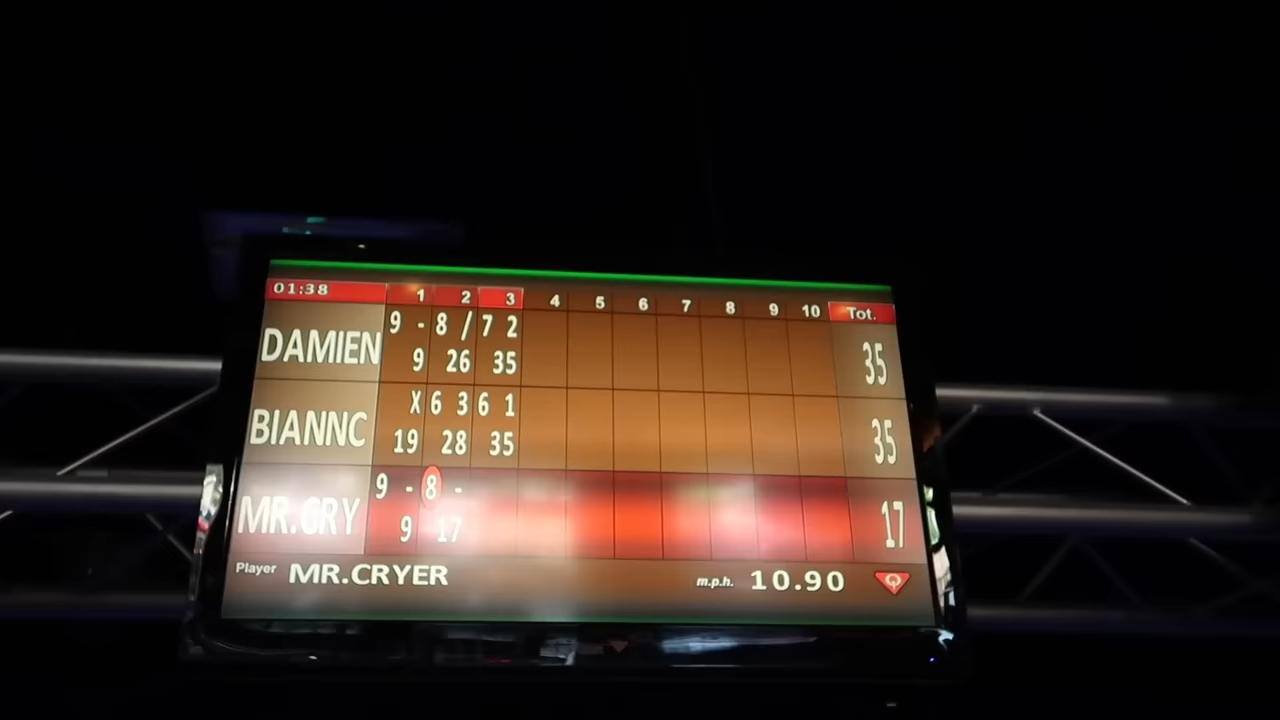 01:38 1 2 3 4 5 6 7 8 9 10 Tot.
9 - 8 / 7 2
DAMIEN 9 26 35 35
X 6 3 6 1
BIANNC 19 28 35 35
9 - 8 -
MR.CRY 9 17 17
Player MR.CRYER m.p.h. 10.90